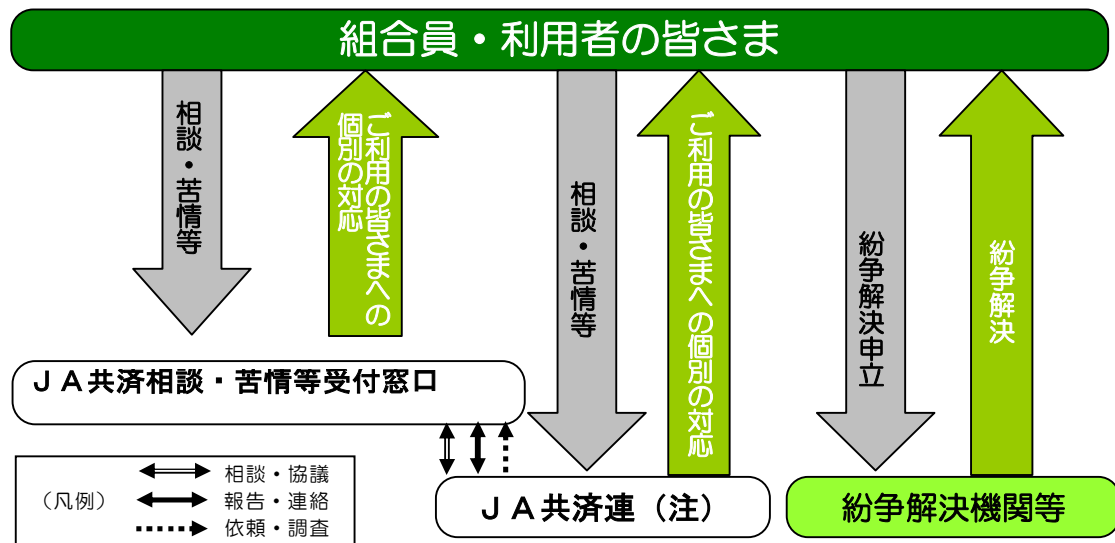 組合員・利用者の皆さま
相談・苦情等
ご利用の皆さまへの
個別の対応
相談・苦情等
ご利用の皆さまへの個別の対応
紛争解決申立
紛争解決
ＪＡ共済相談・苦情等受付窓口
（凡例）
相談・協議
報告・連絡
依頼・調査
ＪＡ共済連（注）
紛争解決機関等